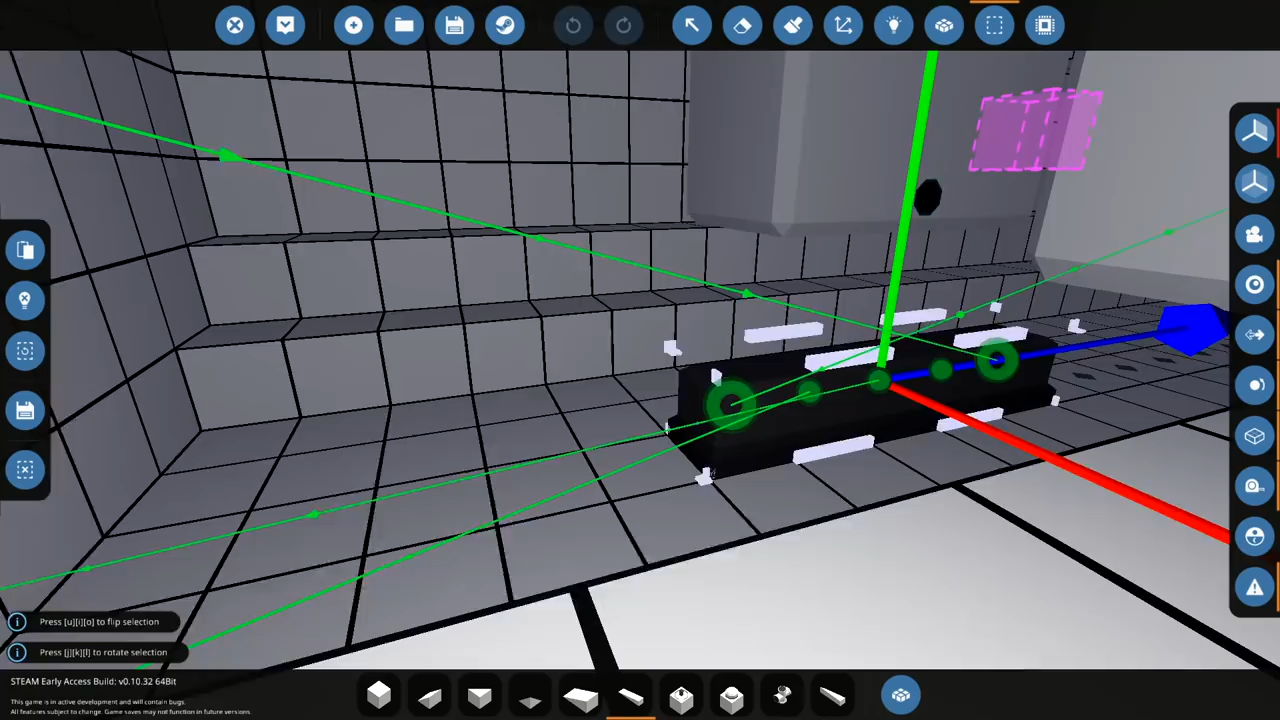 Press [u][i][o] to flip selection
Press [j][k][l] to rotate selection
STEAM Early Access Build: v0.10.32 64Bit
This game is in active development and will contain bugs.
All features subject to change. Game saves may not function in future versions.